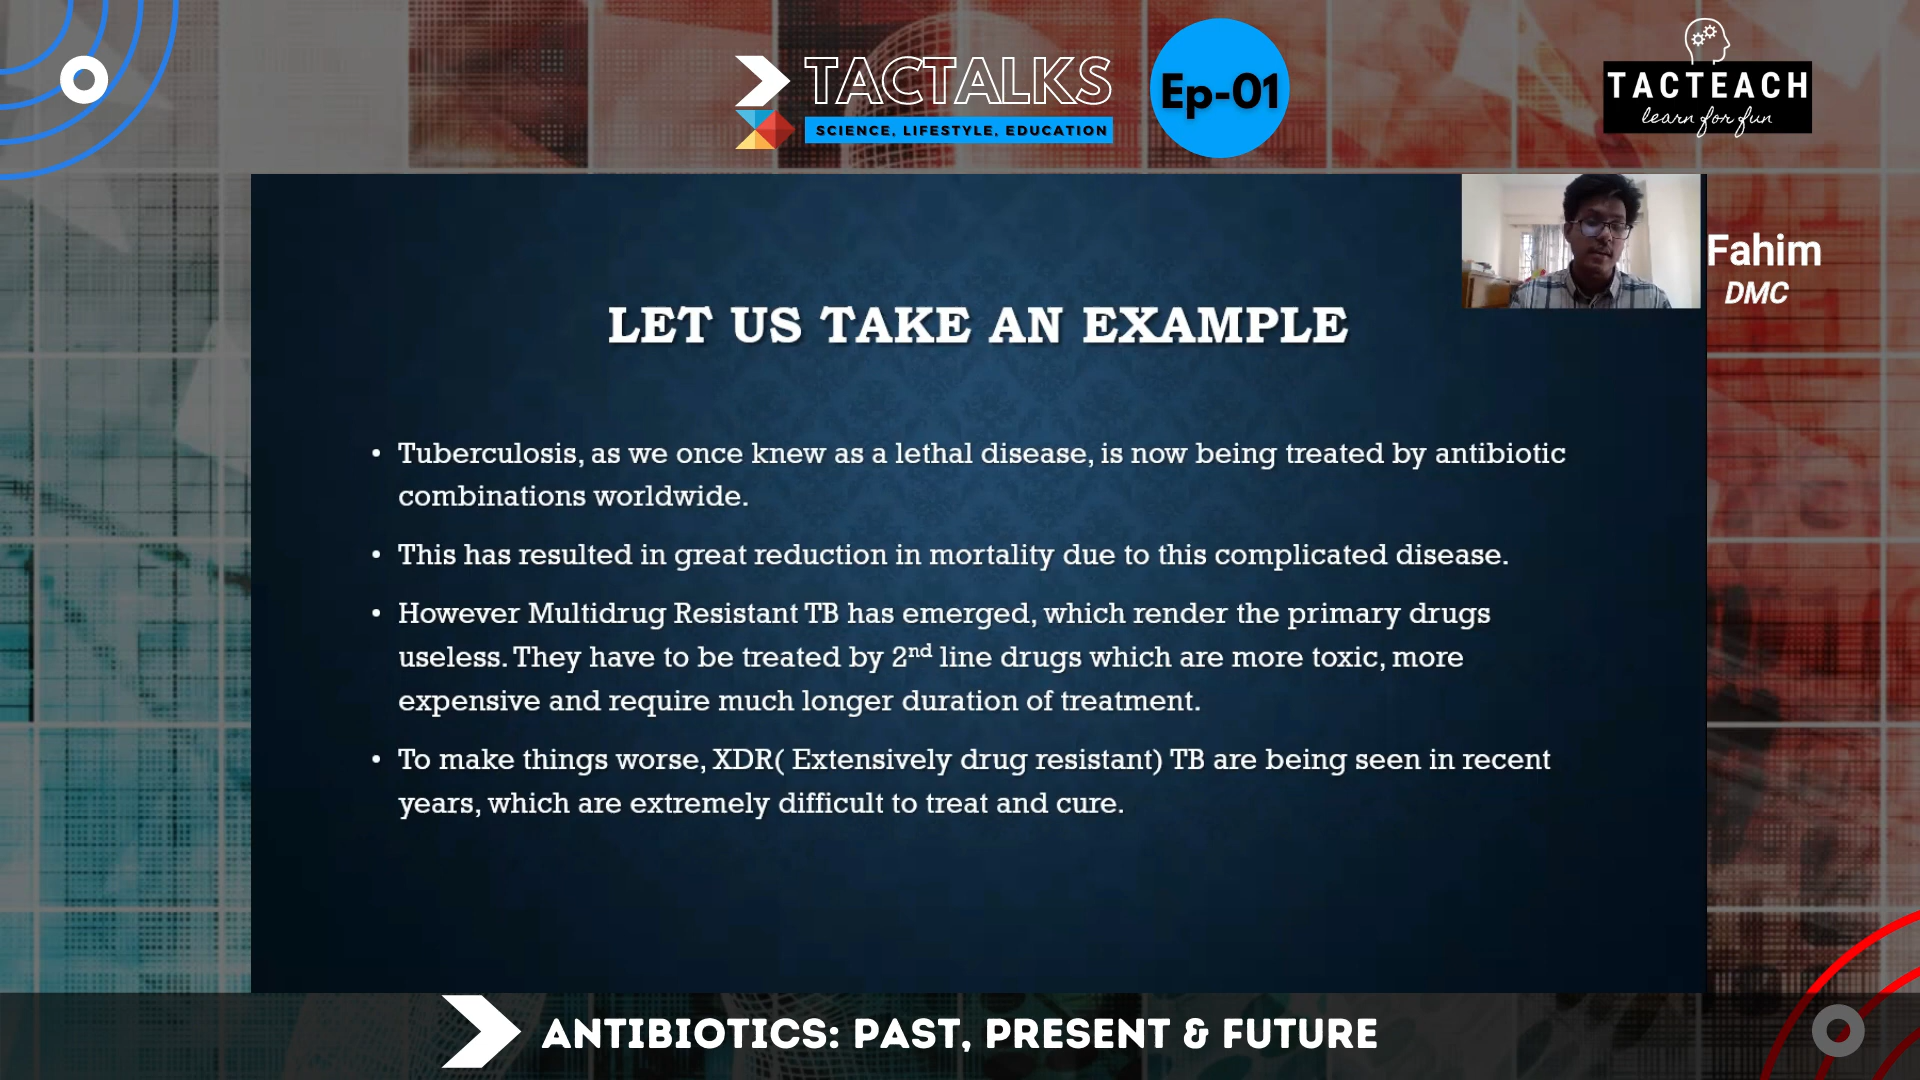 TACTALKS
SCIENCE, LIFESTYLE, EDUCATION
Ep-01
TACTEACH
learn for fun
Fahim
DMC
LET US TAKE AN EXAMPLE
• Tuberculosis, as we once knew as a lethal disease, is now being treated by antibiotic
combinations worldwide.
• This has resulted in great reduction in mortality due to this complicated disease.
• However Multidrug Resistant TB has emerged, which render the primary drugs
useless. They have to be treated by 2nd line drugs which are more toxic, more
expensive and require much longer duration of treatment.
• To make things worse, XDR( Extensively drug resistant) TB are being seen in recent
years, which are extremely difficult to treat and cure.
ANTIBIOTICS: PAST, PRESENT & FUTURE